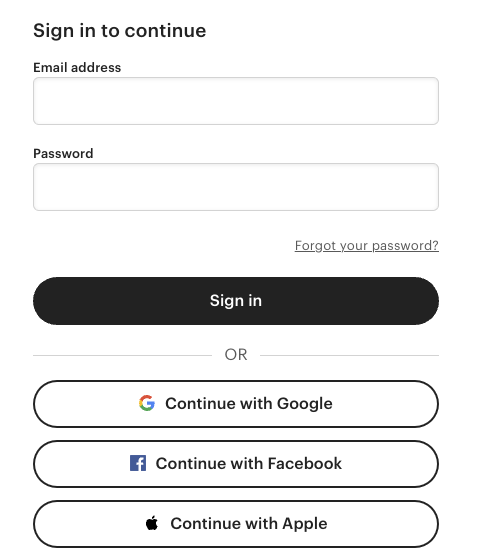 Sign in to continue
Email address
Password
Forgot your password?
Sign in
OR
Continue with Google
Continue with Facebook
Continue with Apple